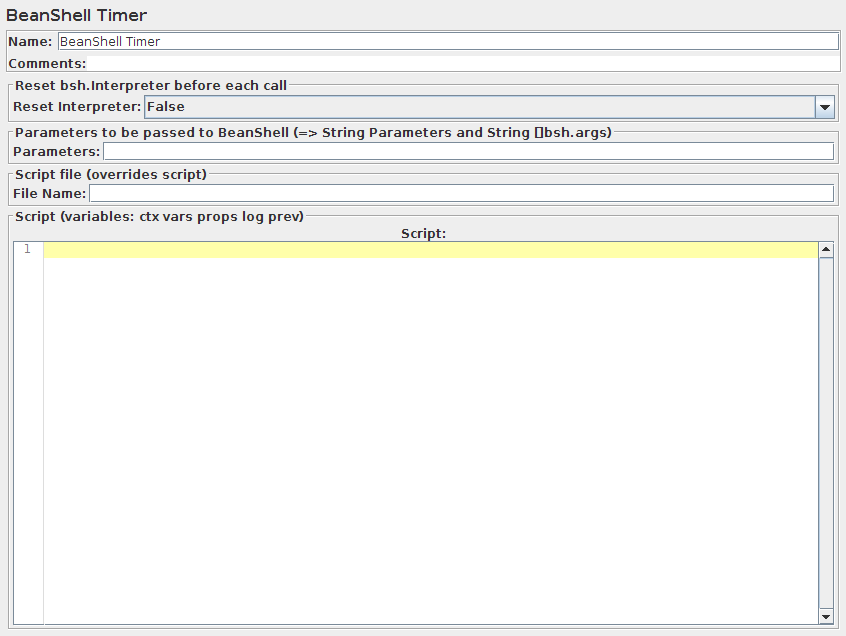 BeanShell Timer
Name: BeanShell Timer
Comments:
Reset bsh.Interpreter before each call
Reset Interpreter: False
Parameters to be passed to BeanShell (=> String Parameters and String []bsh.args)
Parameters:
Script file (overrides script)
File Name:
Script (variables: ctx vars props log prev)
Script:
1